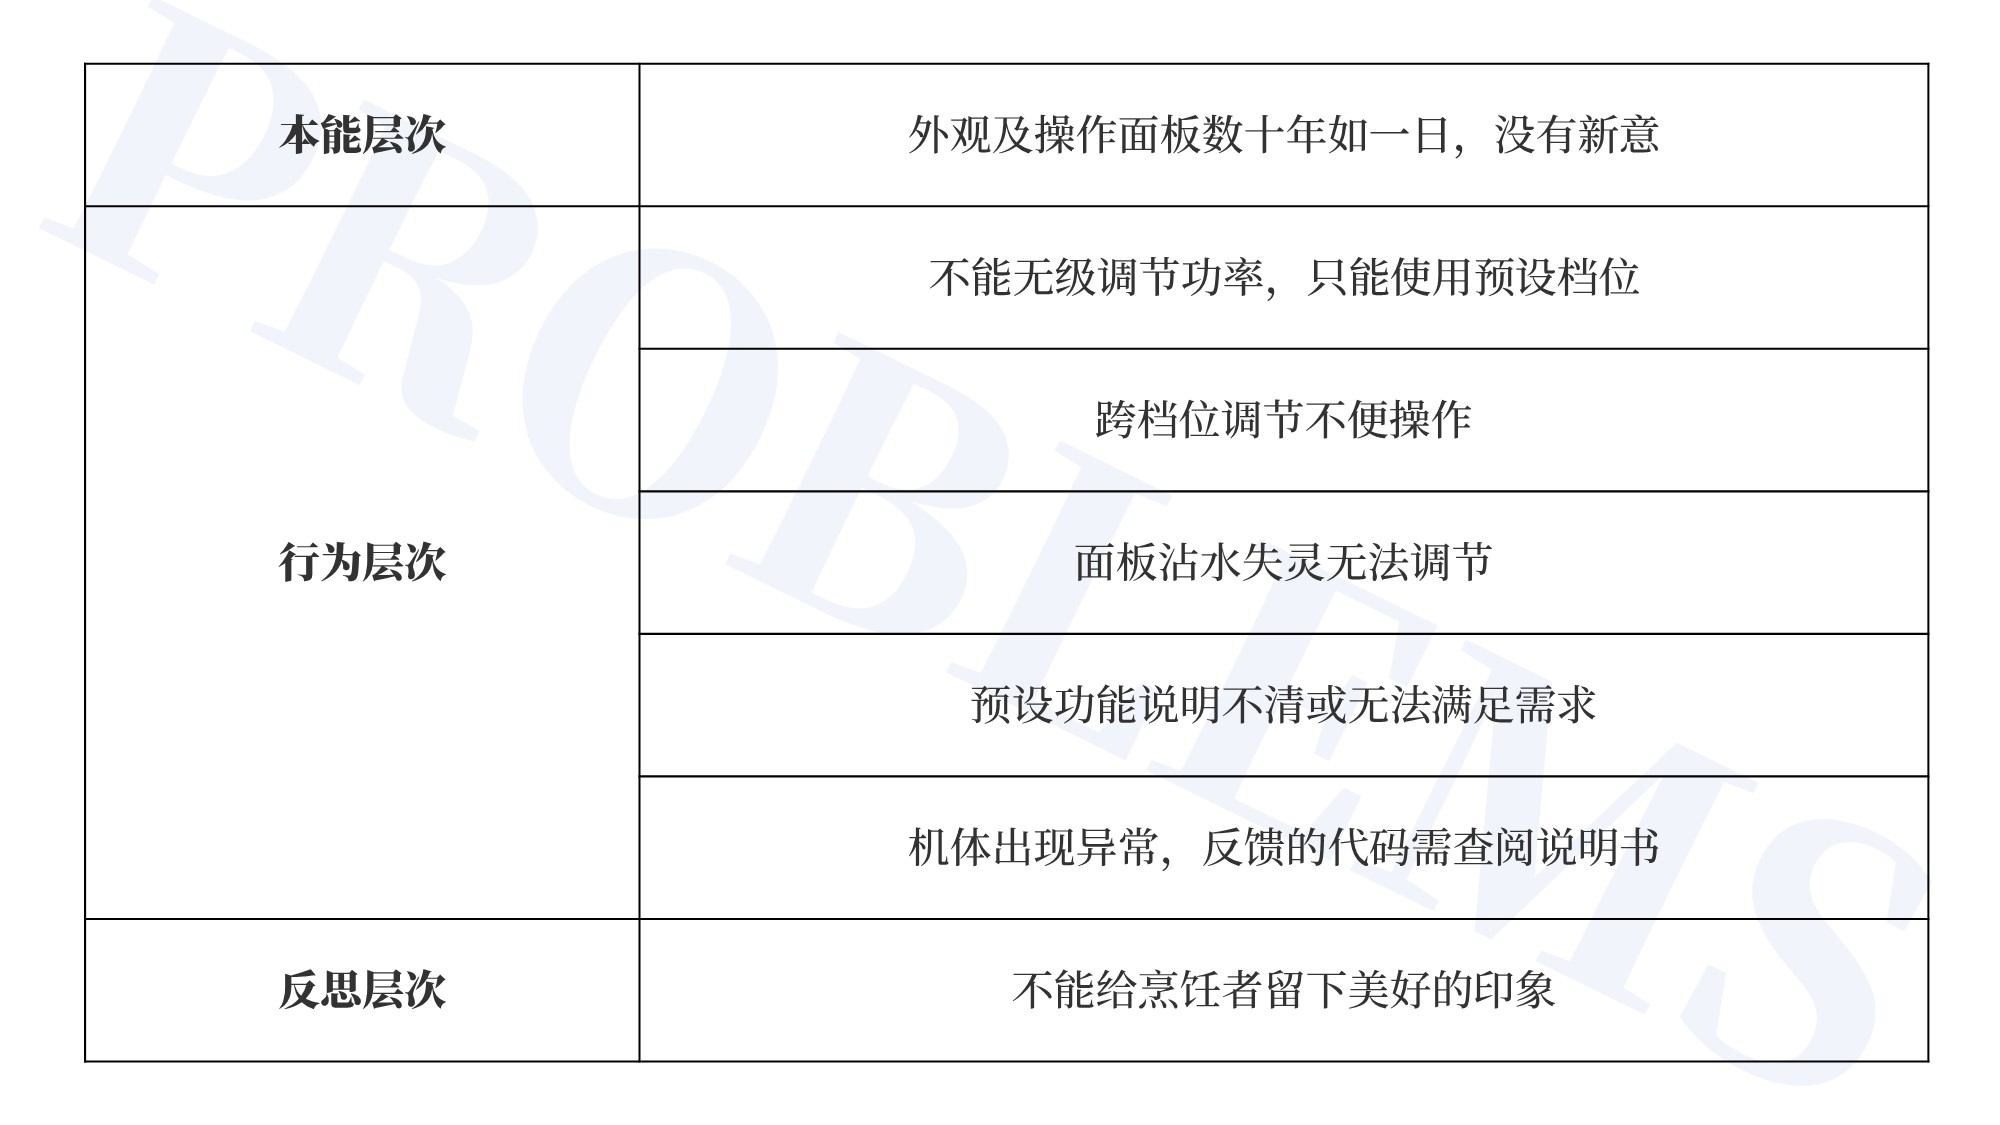 PROBLEMS
本能层次
外观及操作面板数十年如一日，没有新意
行为层次
不能无级调节功率，只能使用预设档位
跨档位调节不便操作
面板沾水失灵无法调节
预设功能说明不清或无法满足需求
机体出现异常，反馈的代码需查阅说明书
反思层次
不能给烹饪者留下美好的印象